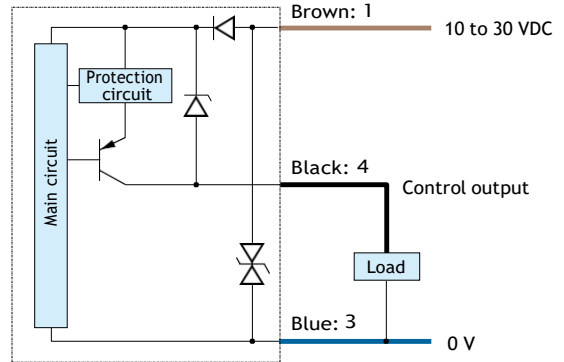 Brown: 1
10 to 30 VDC
Protection
circuit
Main circuit
Black: 4
Control output
Load
Blue: 3
0 V